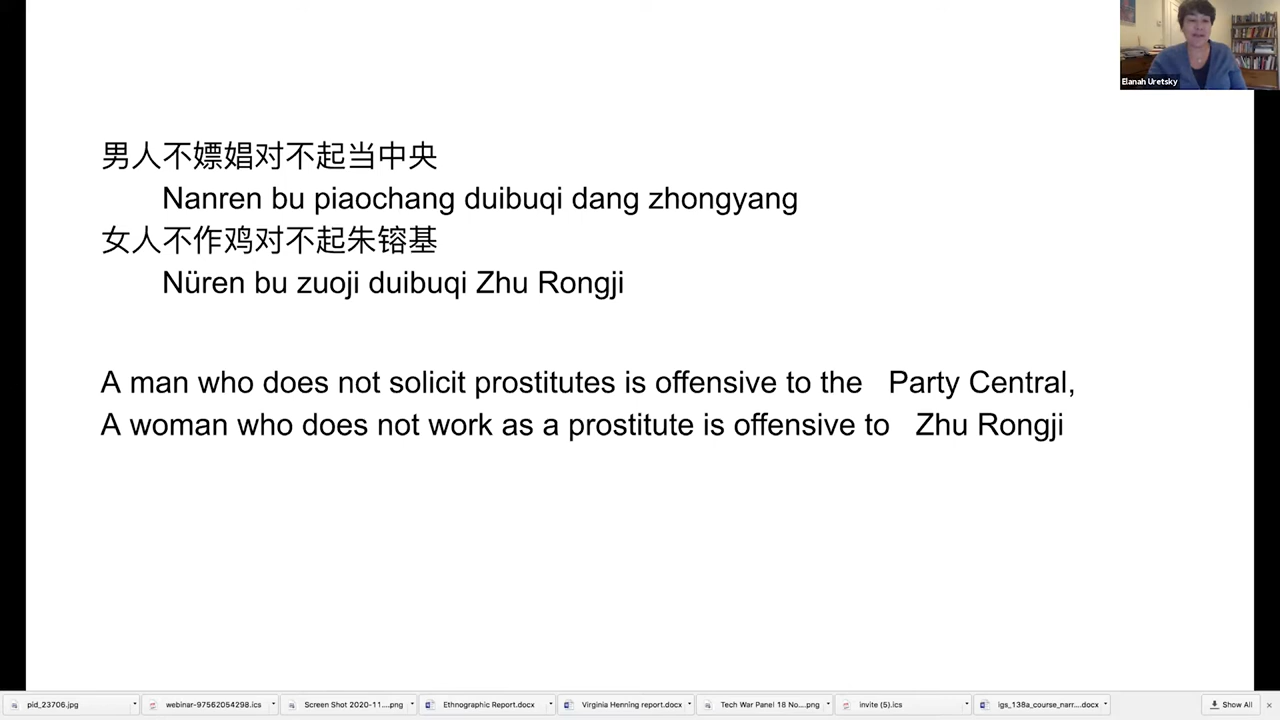 Elanah Uretsky
男人不嫖娼对不起当中央
Nanren bu piaochang duibuqi dang zhongyang
女人不作鸡对不起朱镕基
Nüren bu zuoji duibuqi Zhu Rongji
A man who does not solicit prostitutes is offensive to the Party Central,
A woman who does not work as a prostitute is offensive to Zhu Rongji
pid_23706.jpg
webinar-97562054298.ics
Screen Shot 2020-11....png
Ethnographic Report.docx
Virginia Henning report.docx
Tech War Panel 18 No....png
invite (5).ics
igs_138a_course_narr....docx
Show All